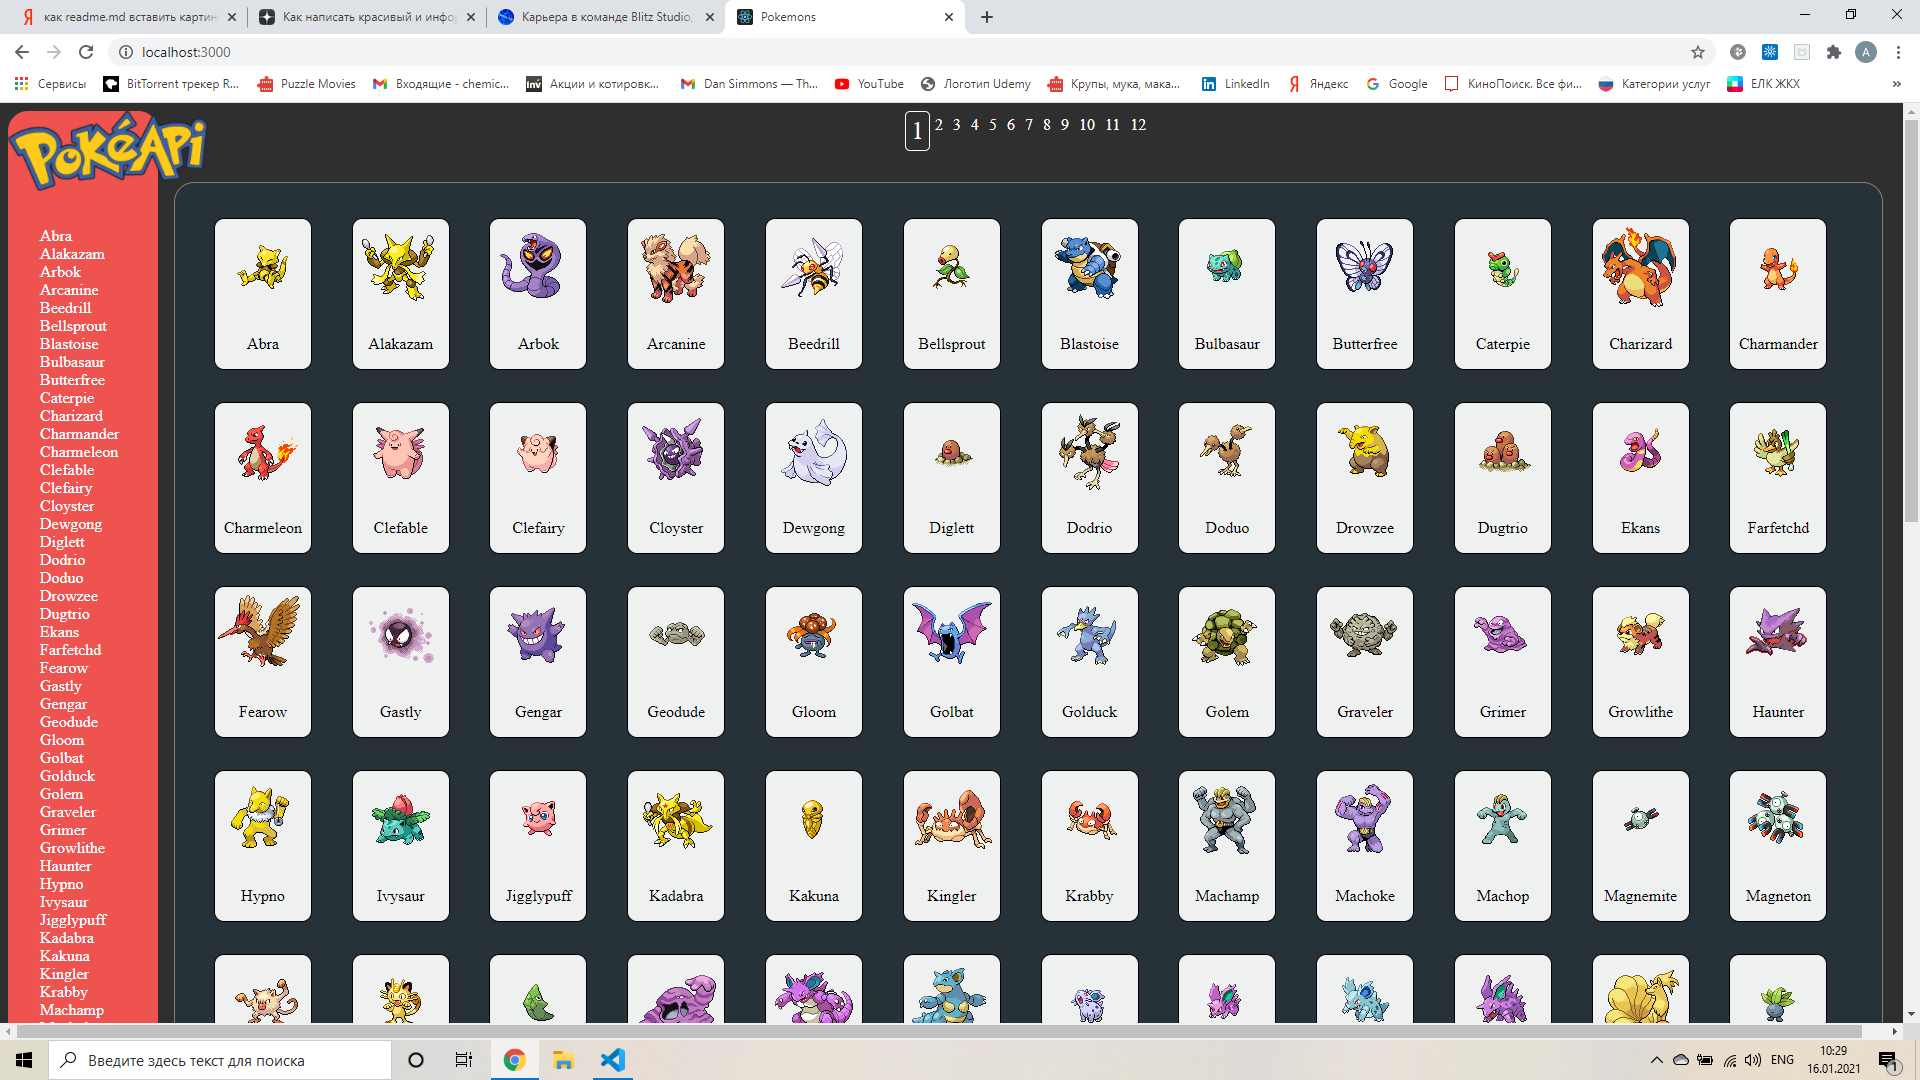 как readme.md вставить картин
Как написать красивый и инфор
Карьера в команде Blitz Studio,
Pokemons
localhost:3000
A
Сервисы
BitTorrent трекер R...
Puzzle Movies
Входящие - chemic...
Акции и котировк...
Dan Simmons — Th...
YouTube
Логотип Udemy
Крупы, мука, мака...
LinkedIn
Яндекс
Google
КиноПоиск. Все фи...
Категории услуг
ЕЛК ЖКХ
»
PokéApi
1 2 3 4 5 6 7 8 9 10 11 12
Abra
Alakazam
Arbok
Arcanine
Beedrill
Bellsprout
Blastoise
Bulbasaur
Butterfree
Caterpie
Charizard
Charmander
Charmeleon
Clefable
Clefairy
Cloyster
Dewgong
Diglett
Dodrio
Doduo
Drowzee
Dugtrio
Ekans
Farfetchd
Fearow
Gastly
Gengar
Geodude
Gloom
Golbat
Golduck
Golem
Graveler
Grimer
Growlithe
Haunter
Hypno
Ivysaur
Jigglypuff
Kadabra
Kakuna
Kingler
Krabby
Machamp
Abra Alakazam Arbok Arcanine Beedrill Bellsprout Blastoise Bulbasaur Butterfree Caterpie Charizard Charmander
Charmeleon Clefable Clefairy Cloyster Dewgong Diglett Dodrio Doduo Drowzee Dugtrio Ekans Farfetchd
Fearow Gastly Gengar Geodude Gloom Golbat Golduck Golem Graveler Grimer Growlithe Haunter
Hypno Ivysaur Jigglypuff Kadabra Kakuna Kingler Krabby Machamp Machoke Machop Magnemite Magneton
Введите здесь текст для поиска
ENG
10:29
16.01.2021
1